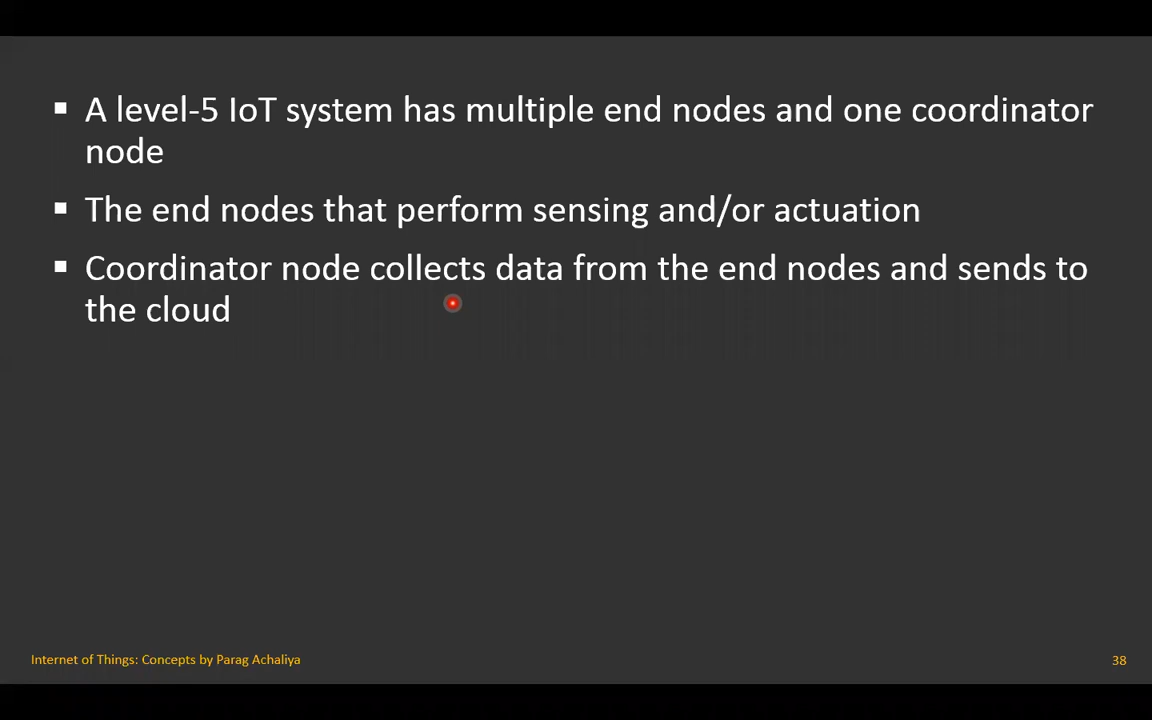 A level-5 IoT system has multiple end nodes and one coordinator
node
The end nodes that perform sensing and/or actuation
Coordinator node collects data from the end nodes and sends to
the cloud
Internet of Things: Concepts by Parag Achaliya
38